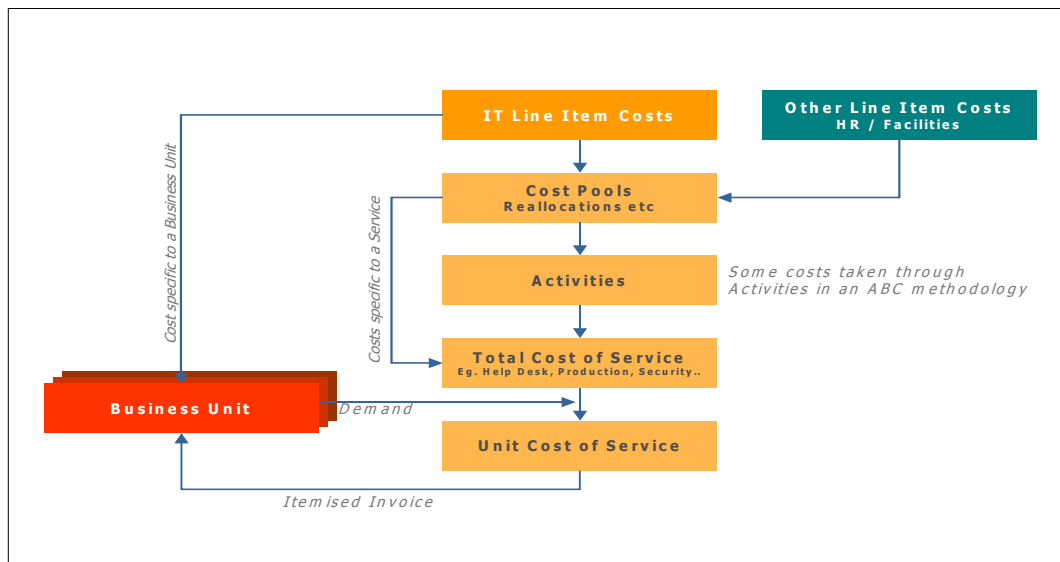 IT Line Item Costs
Other Line Item Costs
HR / Facilities
Cost specific to a Business Unit
Cost Pools
Reallocations etc
Costs specific to a Service
Activities
Some costs taken through
Activities in an ABC methodology
Total Cost of Service
Eg. Help Desk, Production, Security..
Business Unit
Demand
Unit Cost of Service
Itemised Invoice